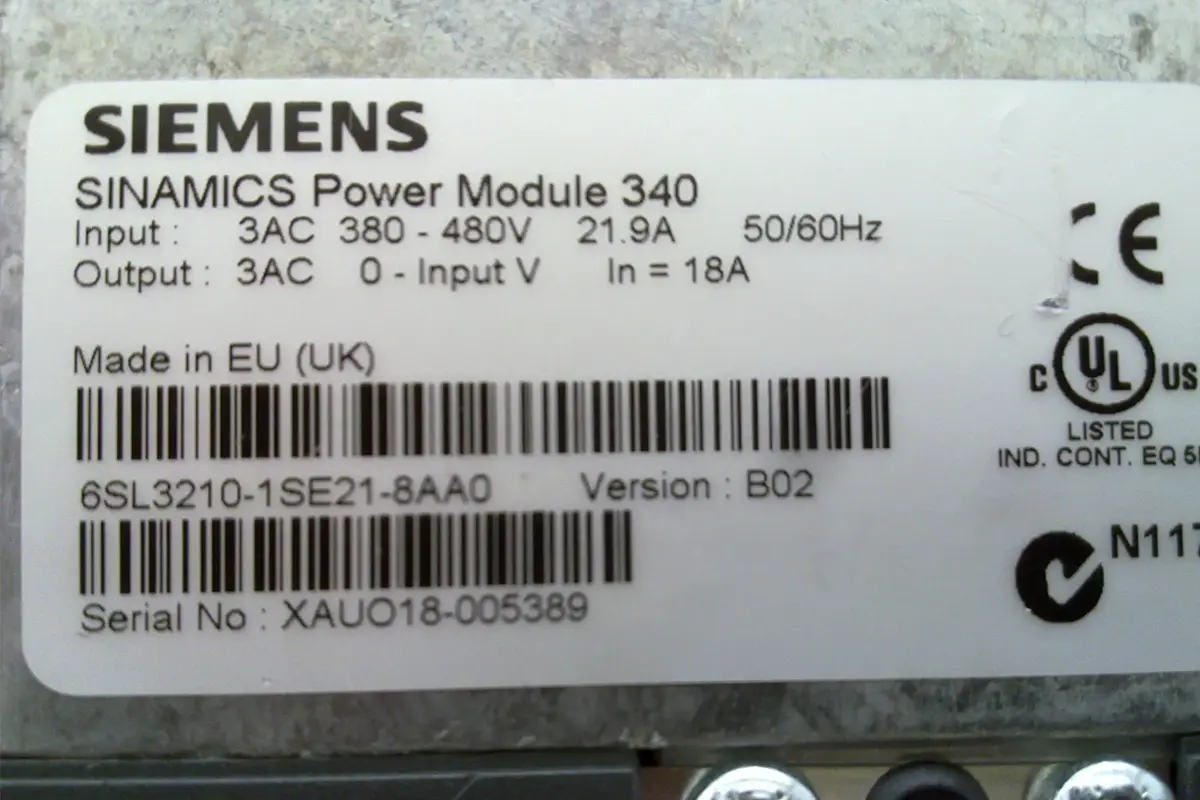 SIEMENS
SINAMICS Power Module 340
Input : 3AC 380 - 480V 21.9A 50/60Hz
Output : 3AC 0 - Input V In = 18A
CE
Made in EU (UK)
C UL US
®
LISTED
IND. CONT. EQ
6SL3210-1SE21-8AA0 Version : B02
N117
Serial No : XAUO18-005389